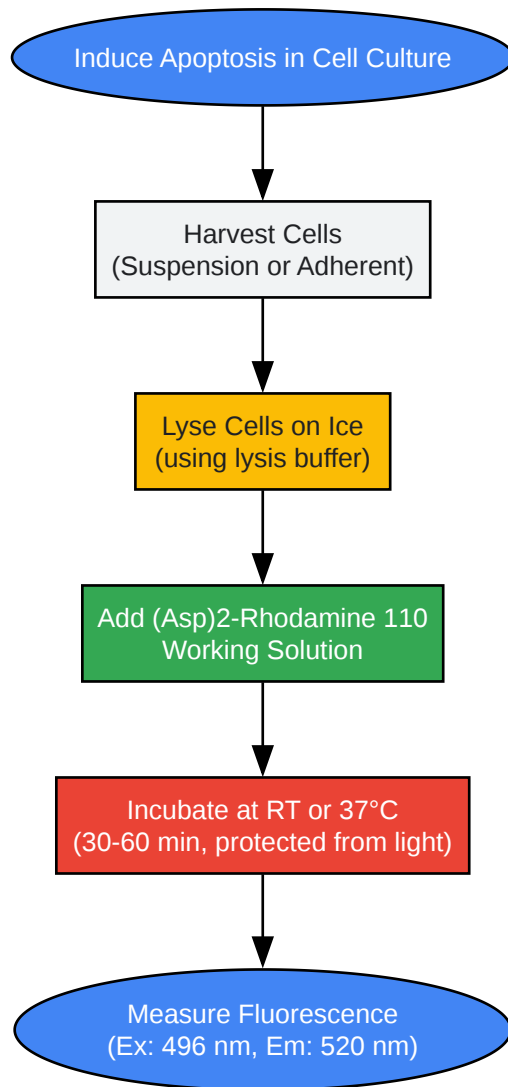 Induce Apoptosis in Cell Culture
Harvest Cells
(Suspension or Adherent)
Lyse Cells on Ice
(using lysis buffer)
Add (Asp)2-Rhodamine 110
Working Solution
Incubate at RT or 37°C
(30-60 min, protected from light)
Measure Fluorescence
(Ex: 496 nm, Em: 520 nm)